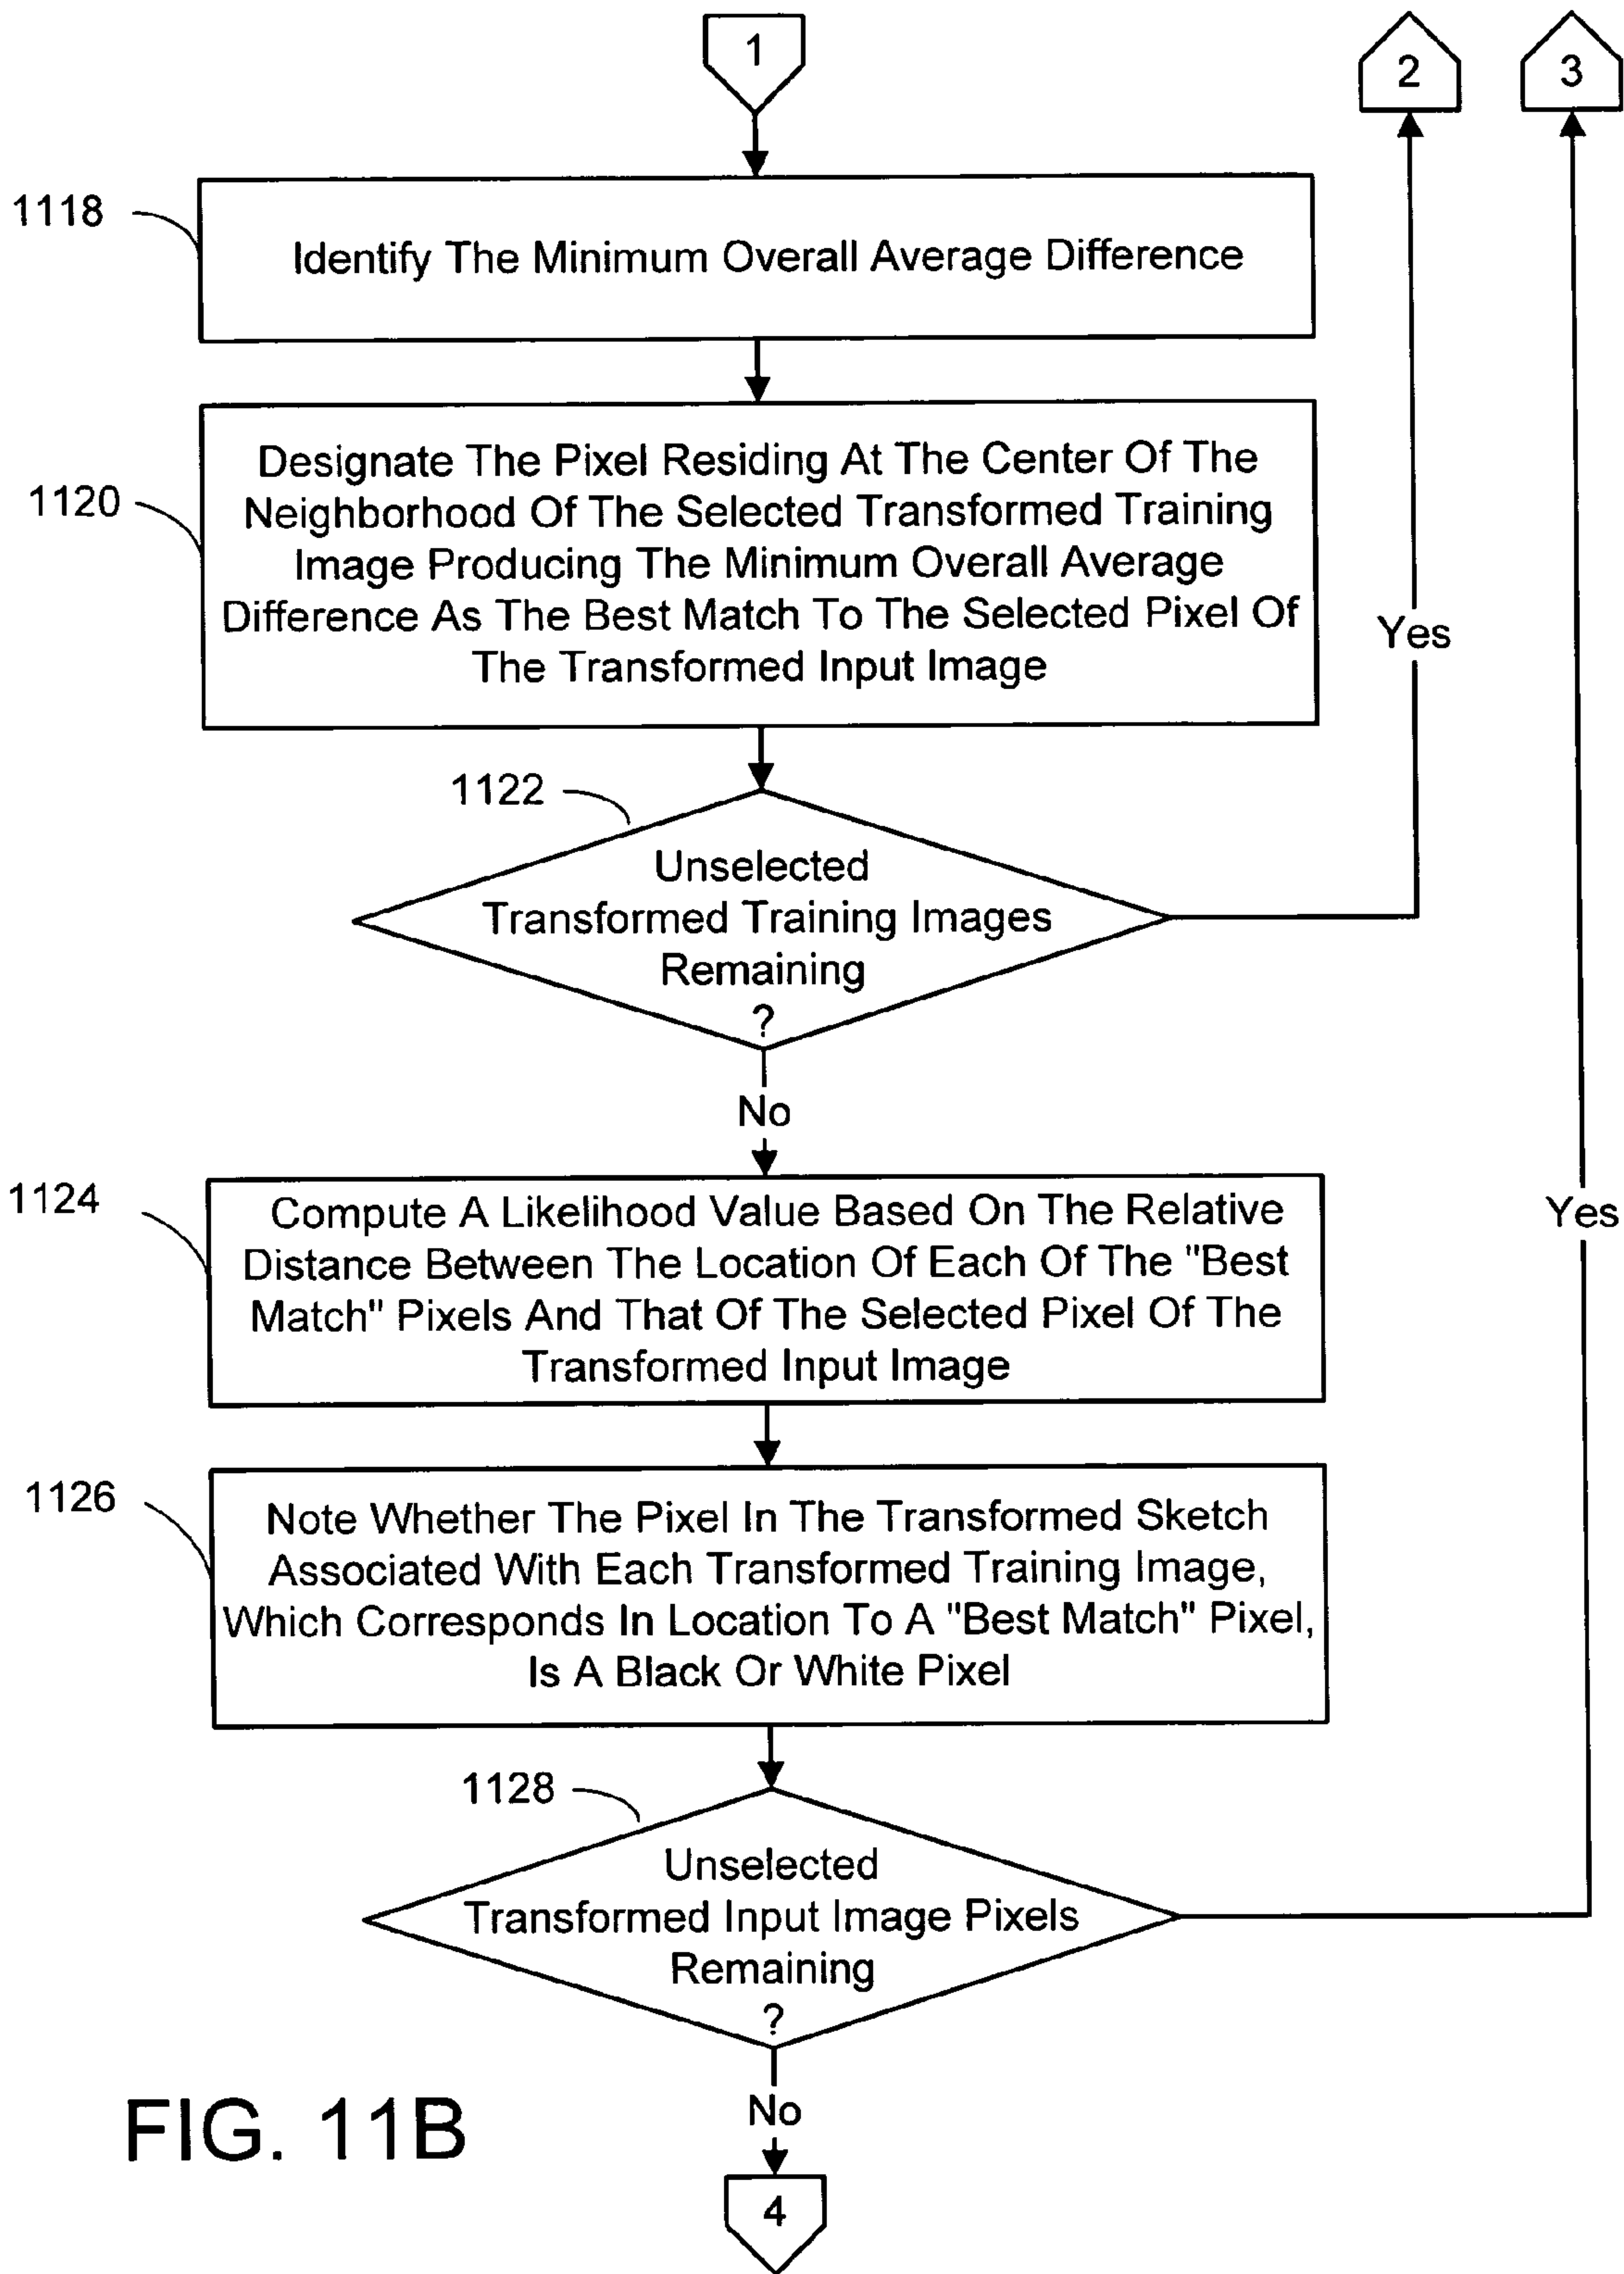 1
2
3
1118
Identify The Minimum Overall Average Difference
1120
Designate The Pixel Residing At The Center Of The
Neighborhood Of The Selected Transformed Training
Image Producing The Minimum Overall Average
Difference As The Best Match To The Selected Pixel Of
The Transformed Input Image
Yes
1122
Unselected
Transformed Training Images
Remaining
?
No
1124
Compute A Likelihood Value Based On The Relative
Distance Between The Location Of Each Of The "Best
Match" Pixels And That Of The Selected Pixel Of The
Transformed Input Image
Yes
1126
Note Whether The Pixel In The Transformed Sketch
Associated With Each Transformed Training Image,
Which Corresponds In Location To A "Best Match" Pixel,
Is A Black Or White Pixel
1128
Unselected
Transformed Input Image Pixels
Remaining
?
No
FIG. 11B
4